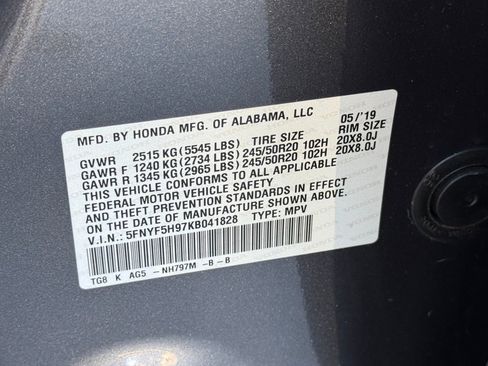 MFD. BY HONDA MFG. OF ALABAMA, LLC 05/'19
GVWR 2515 KG(5545 LBS) TIRE SIZE RIM SIZE
GAWR F 1240 KG(2734 LBS) 245/50R20 102H 20X8.0J
GAWR R 1345 KG(2965 LBS) 245/50R20 102H 20X8.0J
THIS VEHICLE CONFORMS TO ALL APPLICABLE
FEDERAL MOTOR VEHICLE SAFETY
AND THEFT PREVENTION STANDARDS IN EFFECT
ON THE DATE OF MANUFACTURE SHOWN ABOVE.
V.I.N.: 5FNYF5H97KB041828 TYPE: MPV
TG8 K AG5 -NH797M -B-B